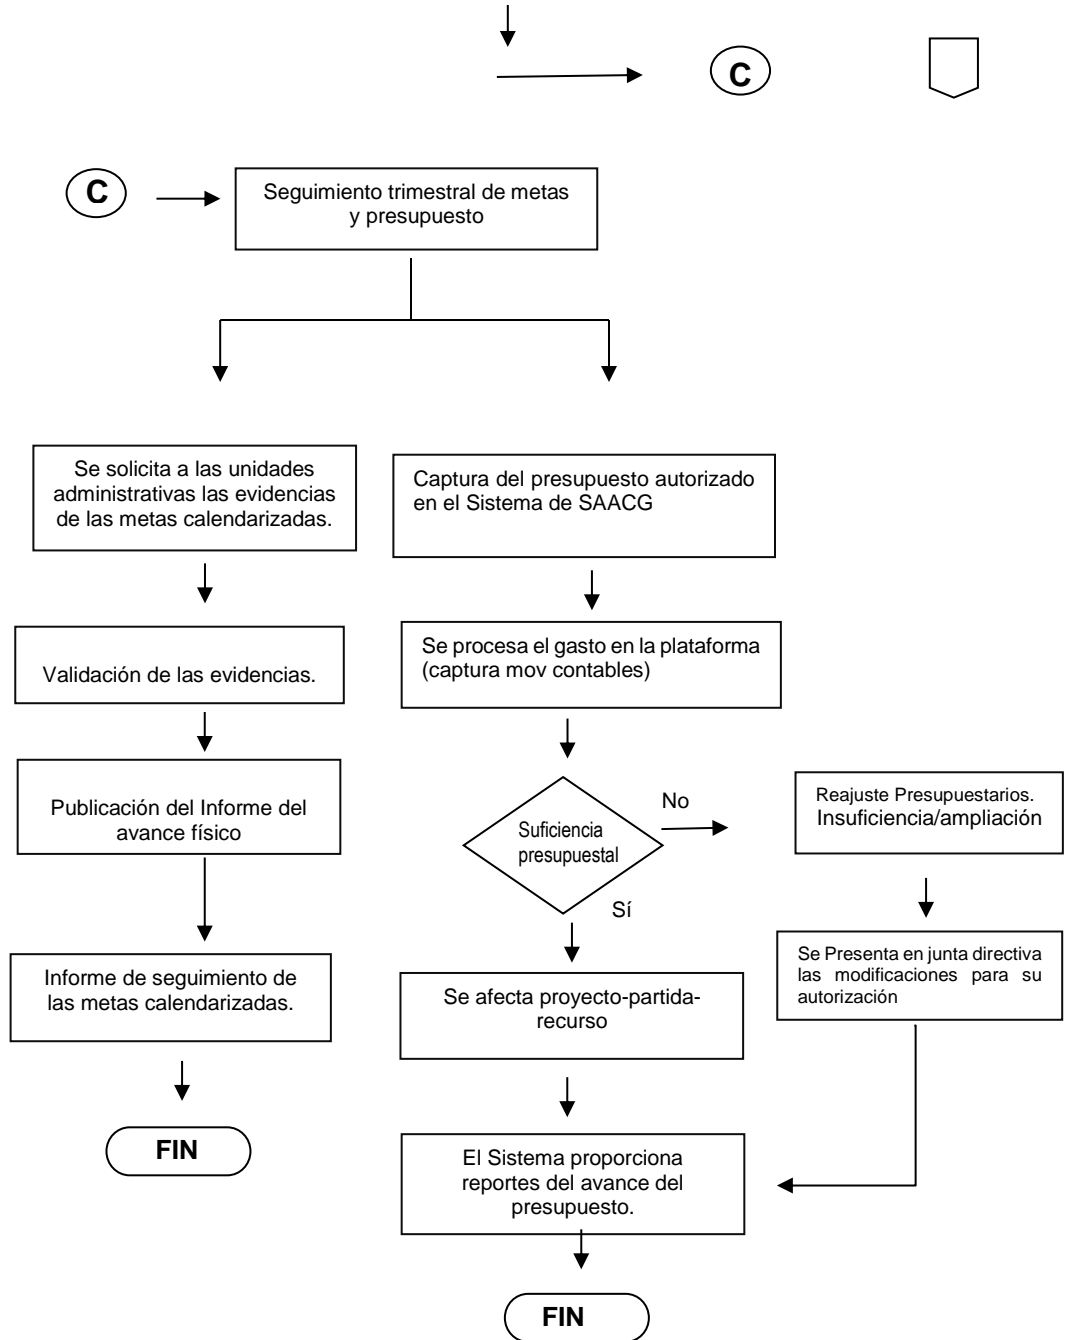 C
C
Seguimiento trimestral de metas
y presupuesto
Se solicita a las unidades
administrativas las evidencias
de las metas calendarizadas.
Captura del presupuesto autorizado
en el Sistema de SAACG
Validación de las evidencias.
Se procesa el gasto en la plataforma
(captura mov contables)
Publicación del Informe del
avance físico
Suficiencia
presupuestal
No
Sí
Reajuste Presupuestarios.
Insuficiencia/ampliación
Informe de seguimiento de
las metas calendarizadas.
Se afecta proyecto-partida-
recurso
Se Presenta en junta directiva
las modificaciones para su
autorización
FIN
El Sistema proporciona
reportes del avance del
presupuesto.
FIN